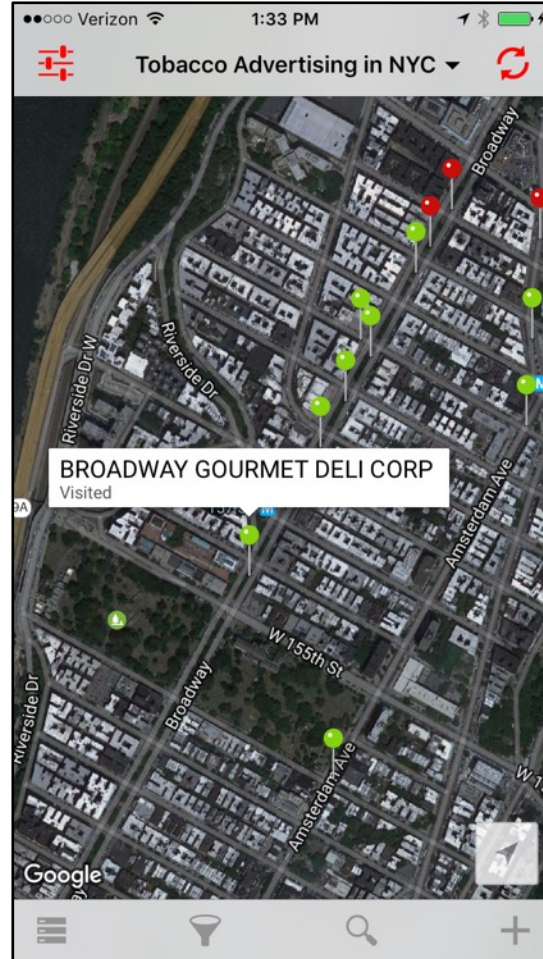 Verizon 1:33 PM
Tobacco Advertising in NYC
Broadway
Riverside Dr W
Riverside Dr
BROADWAY GOURMET DELI CORP
Visited
9A
M
M
Amsterdam Ave
W 155th St
Riverside Dr
Broadway
Amsterdam Ave
Google